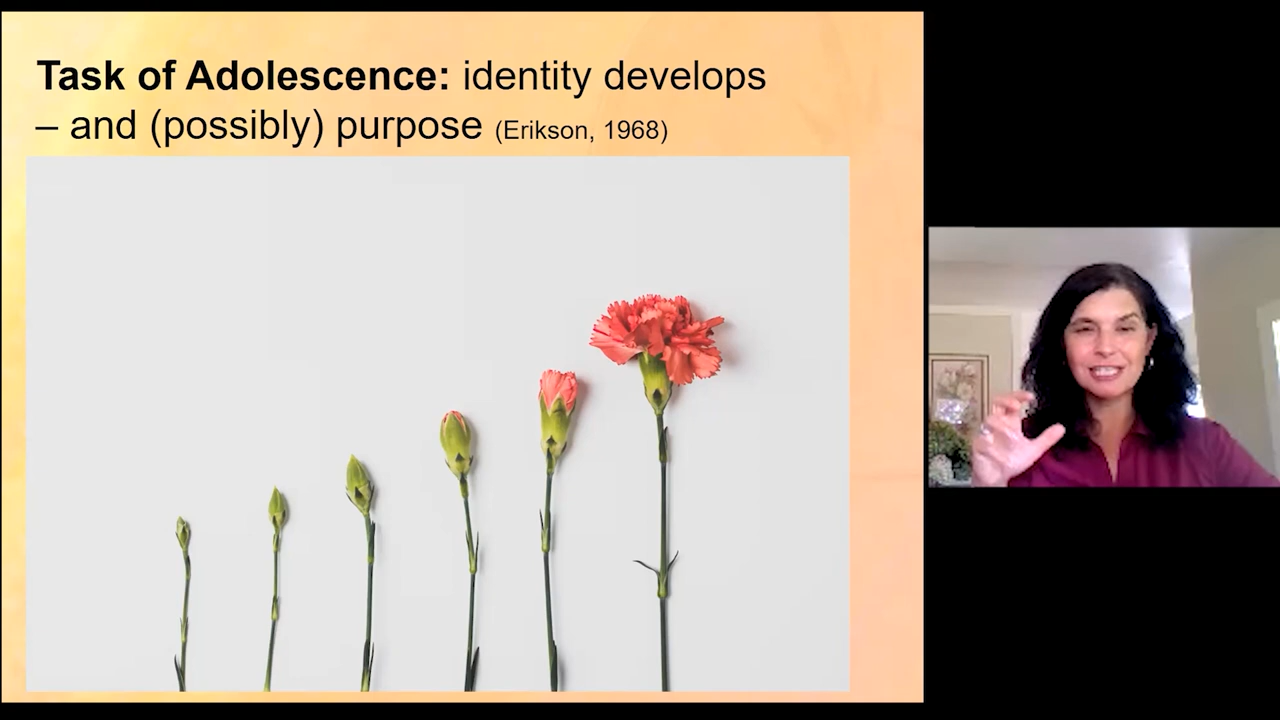 Task of Adolescence: identity develops
– and (possibly) purpose (Erikson, 1968)